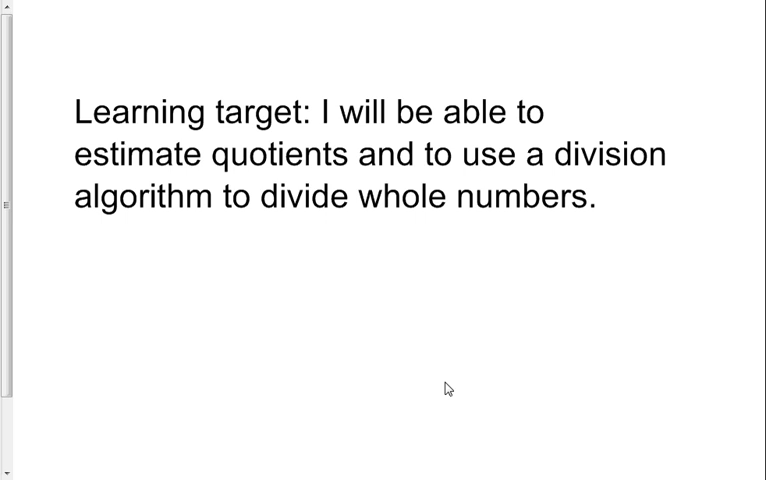 Learning target: I will be able to
estimate quotients and to use a division
algorithm to divide whole numbers.